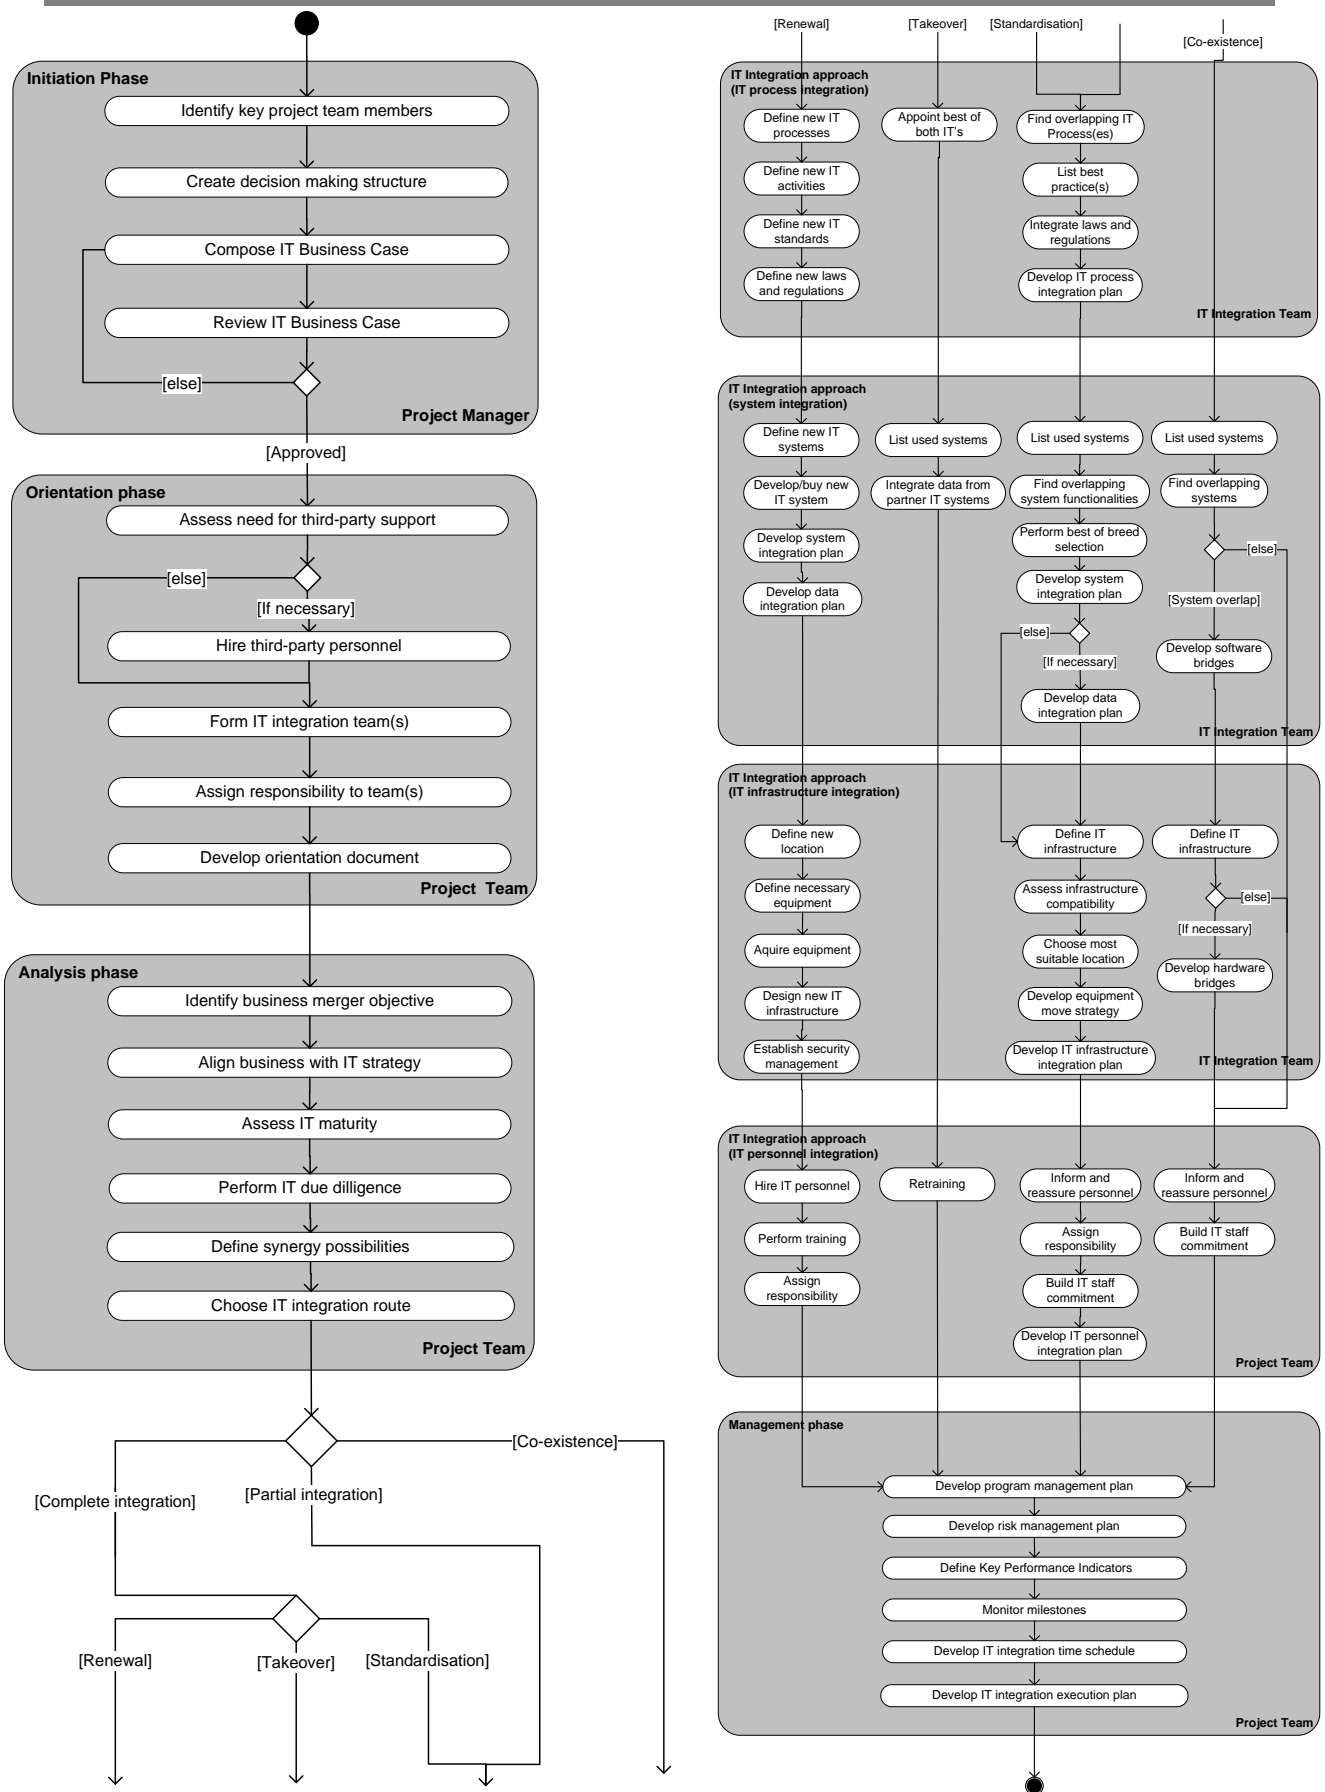 Initiation Phase
Identify key project team members
Create decision making structure
Compose IT Business Case
Review IT Business Case
[else]
Project Manager
[Approved]
Orientation phase
Assess need for third-party support
[else]
[If necessary]
Hire third-party personnel
Form IT integration team(s)
Assign responsibility to team(s)
Develop orientation document
Project Team
Analysis phase
Identify business merger objective
Align business with IT strategy
Assess IT maturity
Perform IT due dilligence
Define synergy possibilities
Choose IT integration route
Project Team
[Co-existence]
[Complete integration]
[Partial integration]
[Renewal]
[Takeover]
[Standardisation]
[Renewal]
[Takeover]
[Standardisation]
[Co-existence]
IT Integration approach
(IT process integration)
Define new IT
processes
Define new IT
activities
Define new IT
standards
Define new laws
and regulations
Appoint best of
both IT's
Find overlapping IT
Process(es)
List best
practice(s)
Integrate laws and
regulations
Develop IT process
integration plan
IT Integration Team
IT Integration approach
(system integration)
Define new IT
systems
Develop/buy new
IT system
Develop system
integration plan
Develop data
integration plan
List used systems
Integrate data from
partner IT systems
List used systems
Find overlapping
system functionalities
Perform best of breed
selection
Develop system
integration plan
[else]
[If necessary]
Develop data
integration plan
List used systems
Find overlapping
systems
[else]
[System overlap]
Develop software
bridges
IT Integration Team
IT Integration approach
(IT infrastructure integration)
Define new
location
Define necessary
equipment
Aquire equipment
Design new IT
infrastructure
Establish security
management
Define IT
infrastructure
Assess infrastructure
compatibility
Choose most
suitable location
Develop equipment
move strategy
Develop IT infrastructure
integration plan
Define IT
infrastructure
[else]
[If necessary]
Develop hardware
bridges
IT Integration Team
IT Integration approach
(IT personnel integration)
Hire IT personnel
Perform training
Assign
responsibility
Retraining
Inform and
reassure personnel
Assign
responsibility
Build IT staff
commitment
Develop IT personnel
integration plan
Inform and
reassure personnel
Build IT staff
commitment
Project Team
Management phase
Develop program management plan
Develop risk management plan
Define Key Performance Indicators
Monitor milestones
Develop IT integration time schedule
Develop IT integration execution plan
Project Team